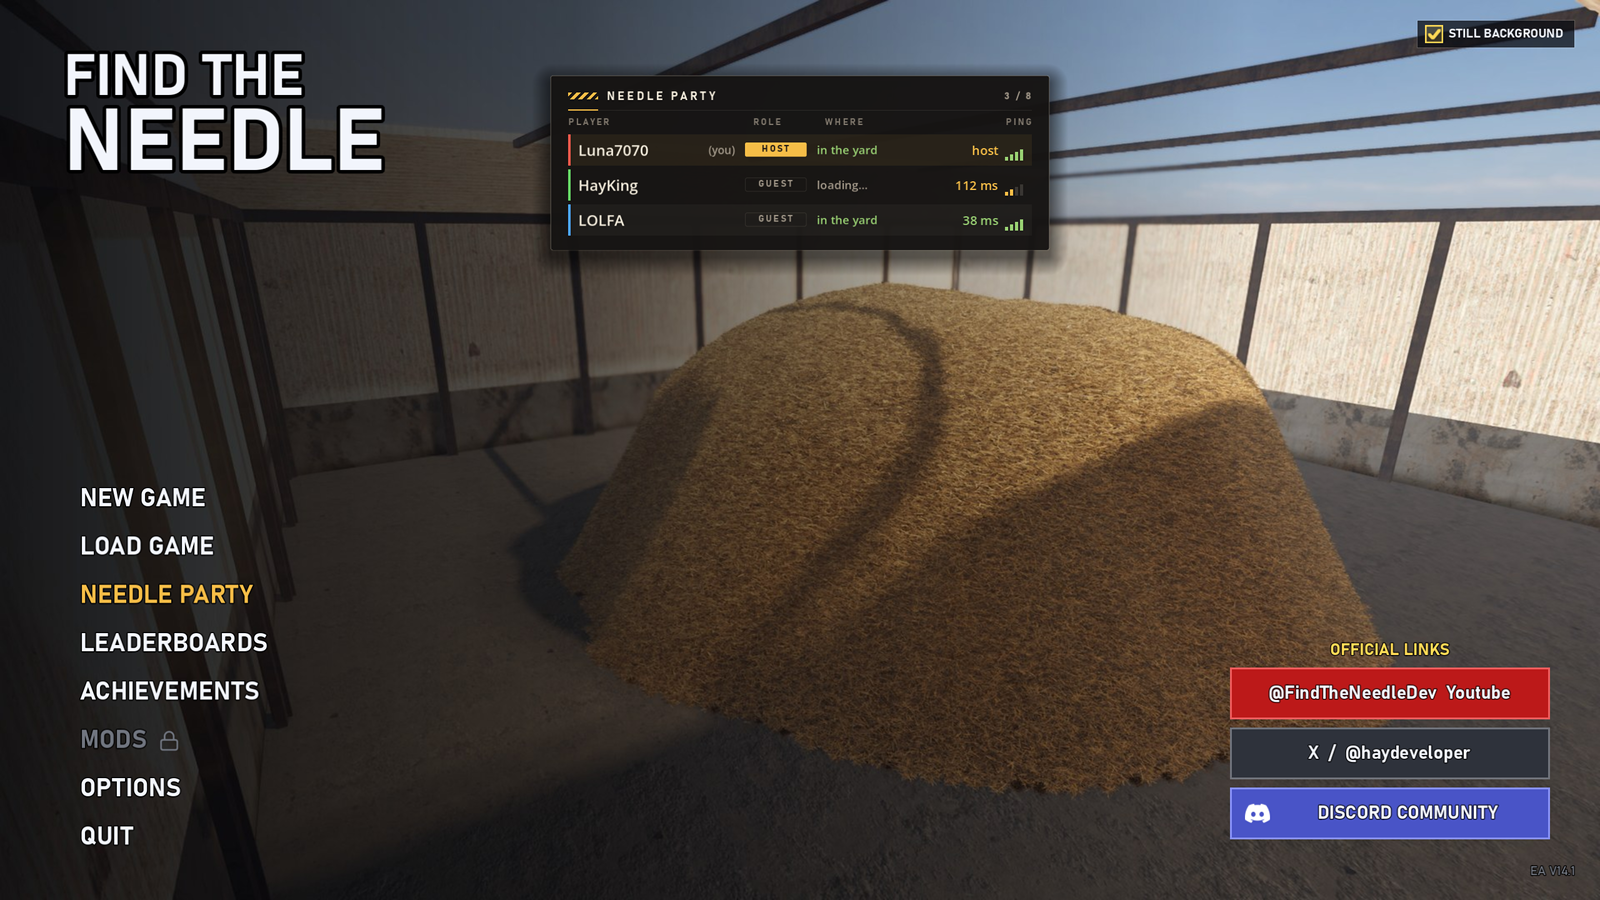 FIND THE
NEEDLE
STILL BACKGROUND
NEEDLE PARTY 3 / 8
PLAYER ROLE WHERE PING
Luna7070 (you) HOST in the yard host
HayKing GUEST loading... 112 ms
LOLFA GUEST in the yard 38 ms
NEW GAME
LOAD GAME
NEEDLE PARTY
LEADERBOARDS
ACHIEVEMENTS
MODS
OPTIONS
QUIT
OFFICIAL LINKS
@FindTheNeedleDev Youtube
X / @haydeveloper
DISCORD COMMUNITY
EA V14.1